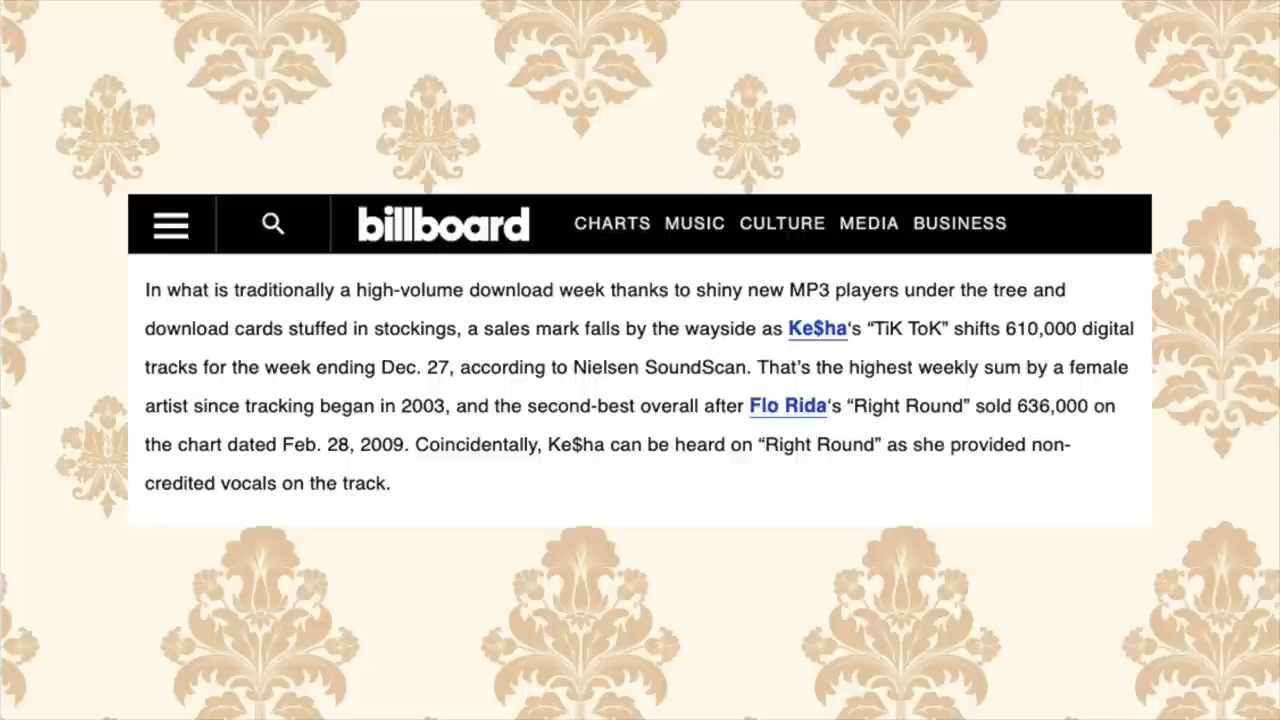 billboard CHARTS MUSIC CULTURE MEDIA BUSINESS
In what is traditionally a high-volume download week thanks to shiny new MP3 players under the tree and
download cards stuffed in stockings, a sales mark falls by the wayside as Ke$ha‘s “TiK ToK” shifts 610,000 digital
tracks for the week ending Dec. 27, according to Nielsen SoundScan. That’s the highest weekly sum by a female
artist since tracking began in 2003, and the second-best overall after Flo Rida‘s “Right Round” sold 636,000 on
the chart dated Feb. 28, 2009. Coincidentally, Ke$ha can be heard on “Right Round” as she provided non-
credited vocals on the track.